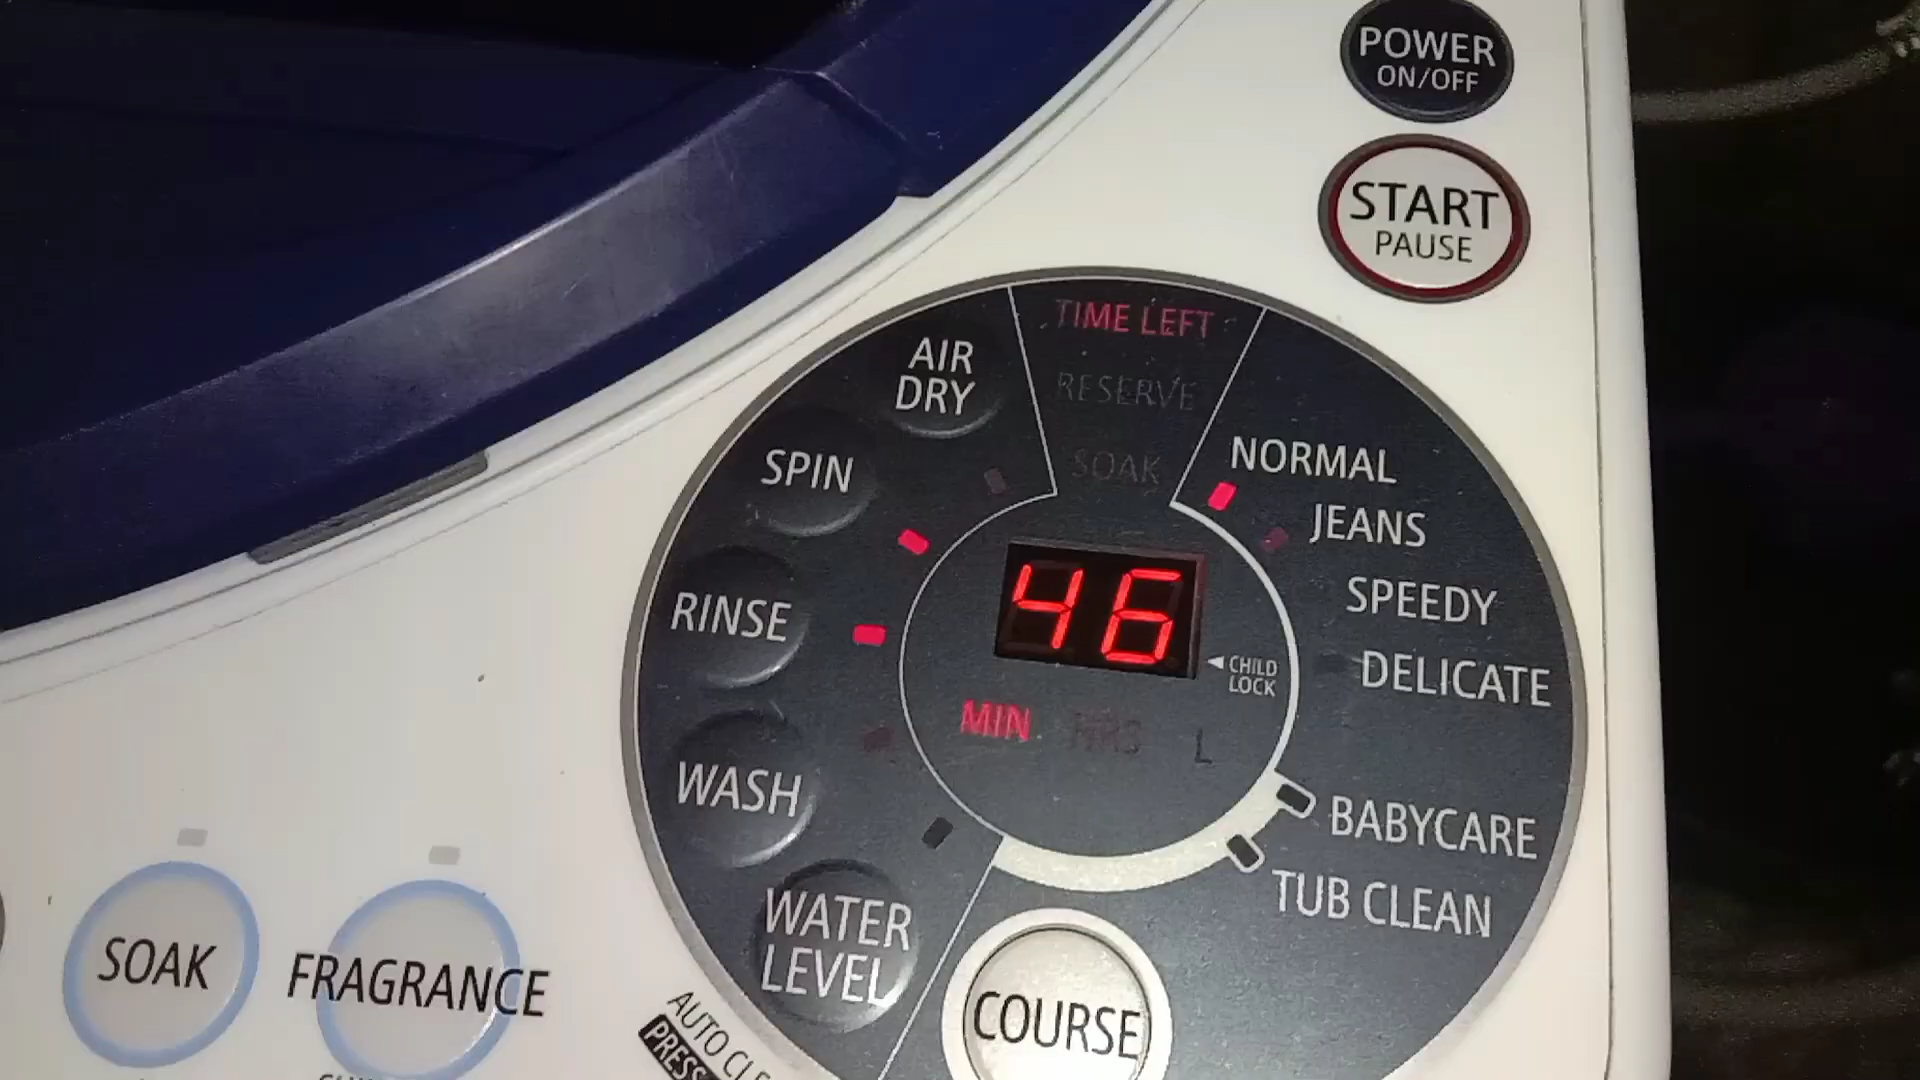 POWER
ON/OFF
START
PAUSE
TIME LEFT
RESERVE
SOAK
AIR
DRY
SPIN
RINSE
WASH
WATER
LEVEL
NORMAL
JEANS
SPEEDY
DELICATE
BABYCARE
TUB CLEAN
46
CHILD
LOCK
MIN HRS L
SOAK
FRAGRANCE
COURSE
AUTO
PRESS